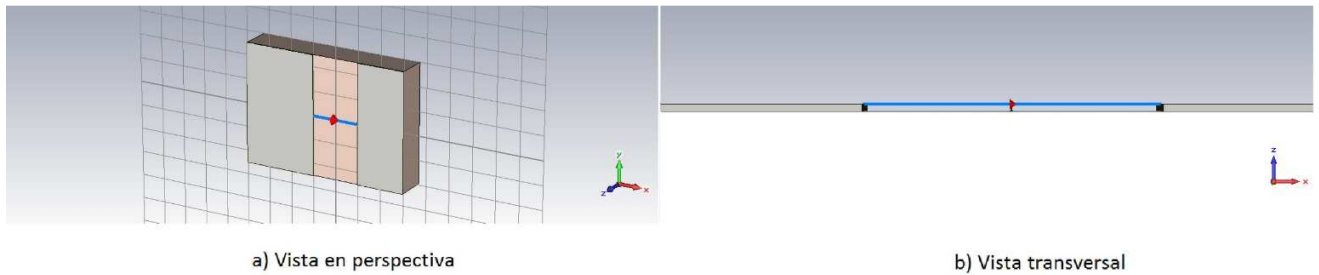 y
x
z
z
x
a) Vista en perspectiva
b) Vista transversal